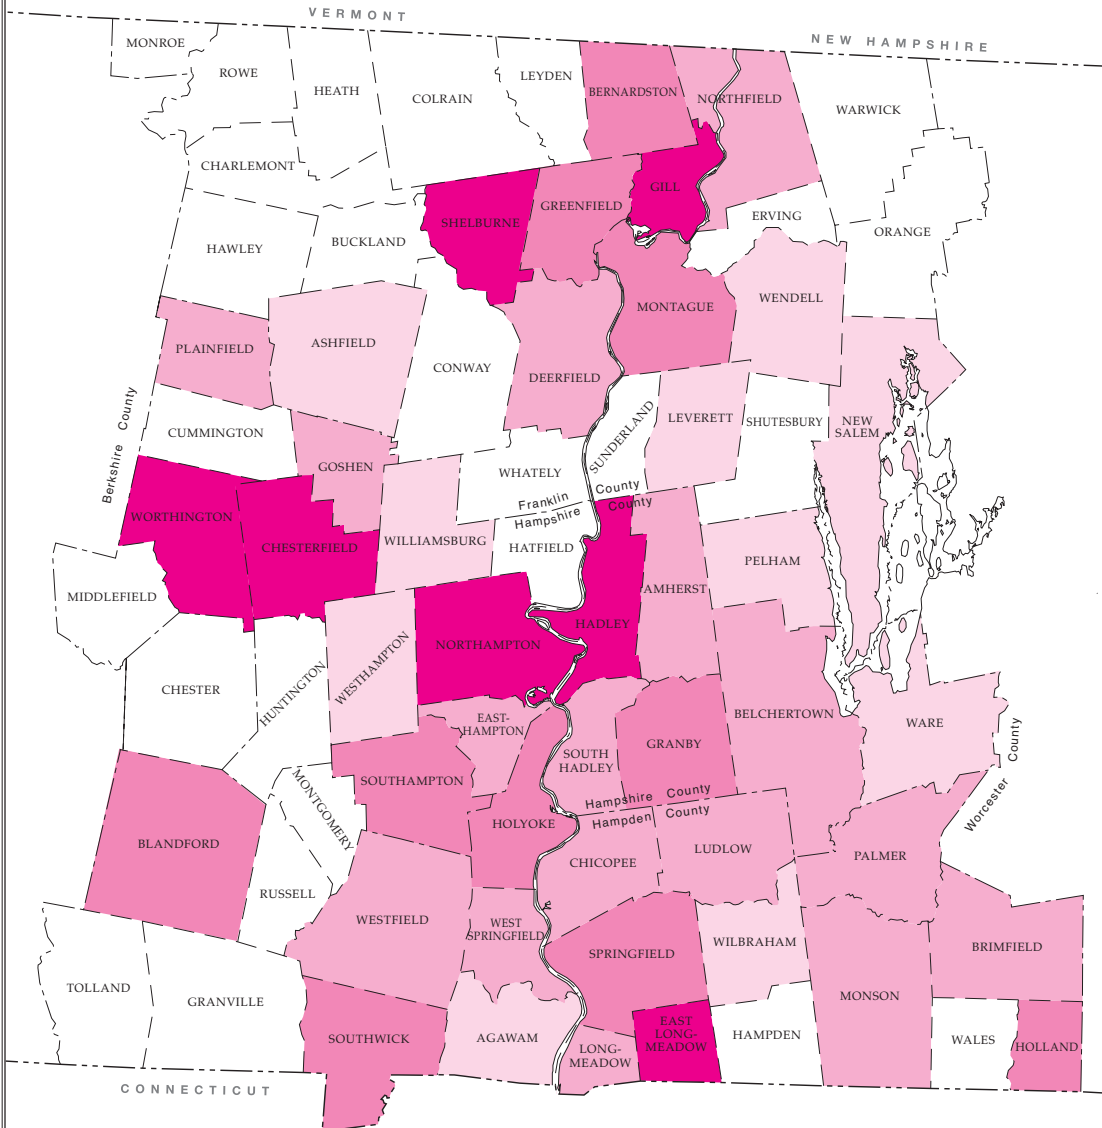 VERMONT
NEW HAMPSHIRE
MONROE
ROWE
HEATH
COLRAIN
LEYDEN
BERNARDSTON
NORTHFIELD
WARWICK
CHARLEMONT
GILL
SHELBURNE
GREENFIELD
ERVING
ORANGE
HAWLEY
BUCKLAND
MONTAGUE
WENDELL
PLAINFIELD
ASHFIELD
CONWAY
DEERFIELD
Berkshire County
CUMMINGTON
GOSHEN
WHATELY
SUNDERLAND
LEVERETT
SHUTESBURY
NEW
SALEM
Franklin County
Hampshire County
WORTHINGTON
CHESTERFIELD
WILLIAMSBURG
HATFIELD
PELHAM
MIDDLEFIELD
AMHERST
HADLEY
NORTHAMPTON
CHESTER
HUNTINGTON
WESTHAMPTON
EAST-
HAMPTON
BELCHERTOWN
WARE
SOUTH
HADLEY
GRANBY
SOUTHAMPTON
MONTGOMERY
Hampshire County
Hampden County
Worcester County
BLANDFORD
HOLYOKE
CHICOPEE
LUDLOW
PALMER
RUSSELL
WESTFIELD
WEST
SPRINGFIELD
SPRINGFIELD
WILBRAHAM
BRIMFIELD
TOLLAND
GRANVILLE
MONSON
SOUTHWICK
AGAWAM
LONG-
MEADOW
EAST
LONG-
MEADOW
HAMPDEN
WALES
HOLLAND
CONNECTICUT